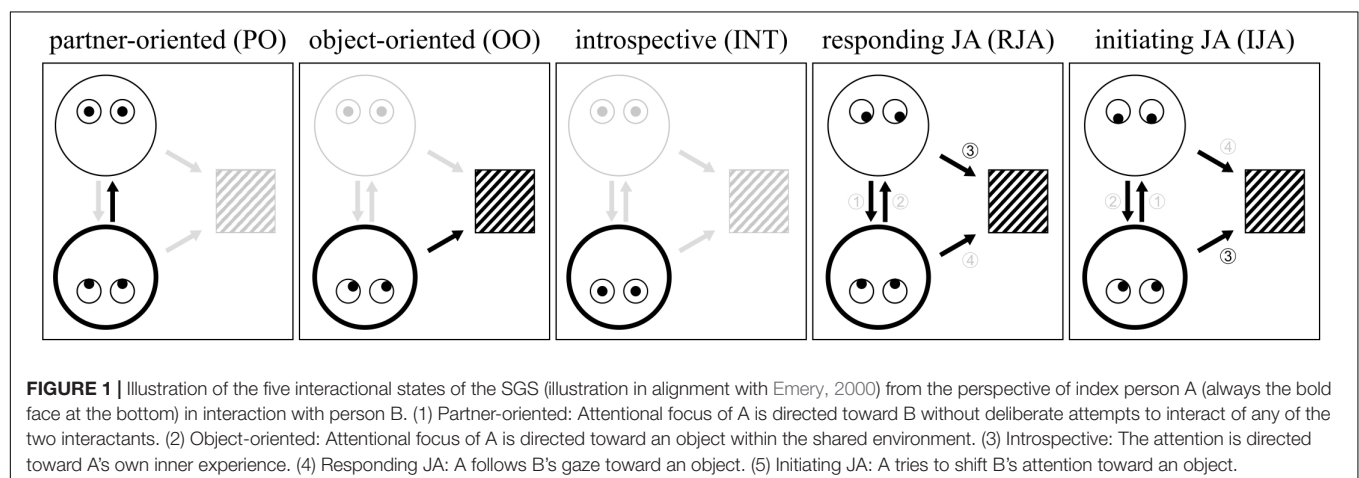 partner-oriented (PO) object-oriented (OO) introspective (INT) responding JA (RJA) initiating JA (IJA)
③ ④
① ② ② ①
④ ③
FIGURE 1 | Illustration of the five interactional states of the SGS (illustration in alignment with Emery, 2000) from the perspective of index person A (always the bold
face at the bottom) in interaction with person B. (1) Partner-oriented: Attentional focus of A is directed toward B without deliberate attempts to interact of any of the
two interactants. (2) Object-oriented: Attentional focus of A is directed toward an object within the shared environment. (3) Introspective: The attention is directed
toward A's own inner experience. (4) Responding JA: A follows B's gaze toward an object. (5) Initiating JA: A tries to shift B's attention toward an object.